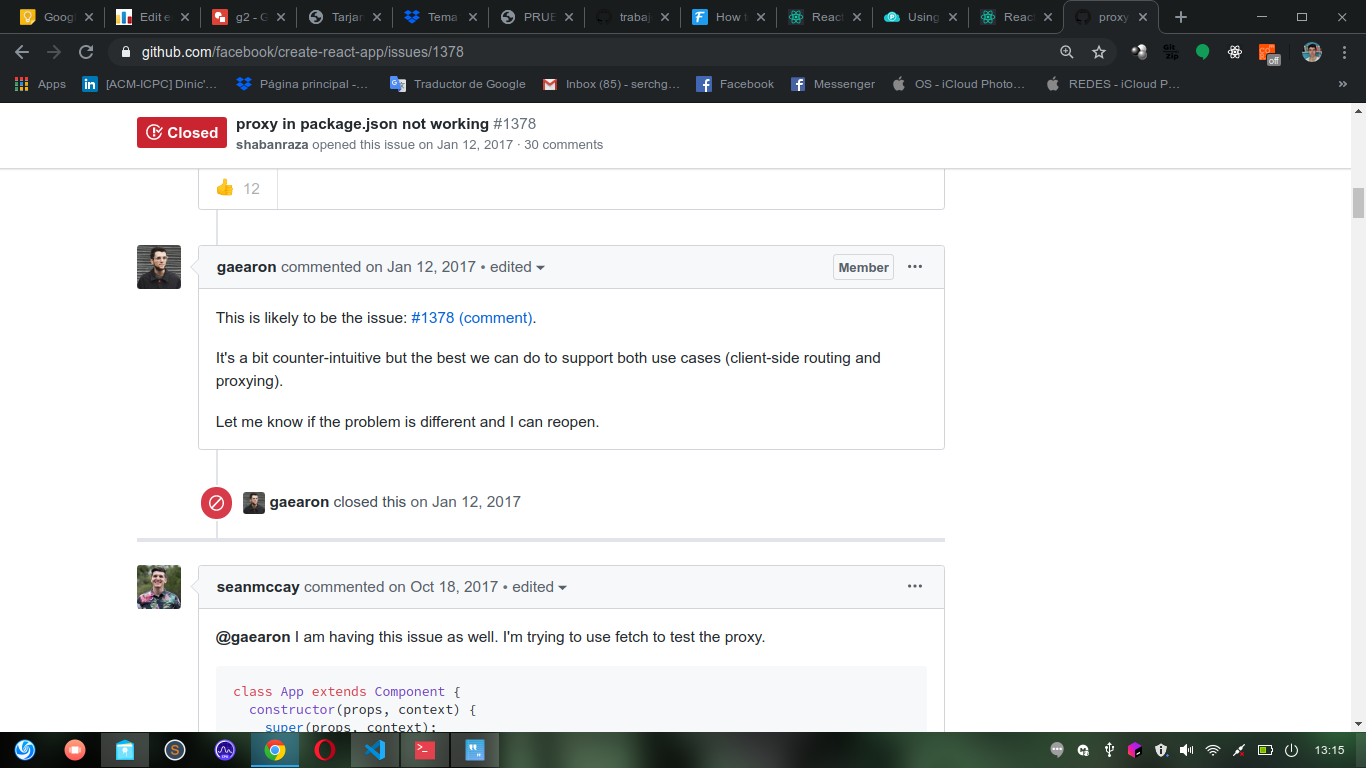 Googl
Edit e
g2 - G
Tarjan
Tema
PRUE
trabaj
How t
React
Using
React
proxy
github.com/facebook/create-react-app/issues/1378
Git Zip
off
Apps
[ACM-ICPC] Dinic'...
Página principal -...
Traductor de Google
Inbox (85) - serchg...
Facebook
Messenger
OS - iCloud Photo...
REDES - iCloud P...
»
Closed
proxy in package.json not working #1378
shabanraza opened this issue on Jan 12, 2017 · 30 comments
12
gaearon commented on Jan 12, 2017 • edited
Member
This is likely to be the issue: #1378 (comment).
It's a bit counter-intuitive but the best we can do to support both use cases (client-side routing and
proxying).
Let me know if the problem is different and I can reopen.
gaearon closed this on Jan 12, 2017
seanmccay commented on Oct 18, 2017 • edited
@gaearon I am having this issue as well. I'm trying to use fetch to test the proxy.
class App extends Component {
constructor(props, context) {
super(props, context);
13:15